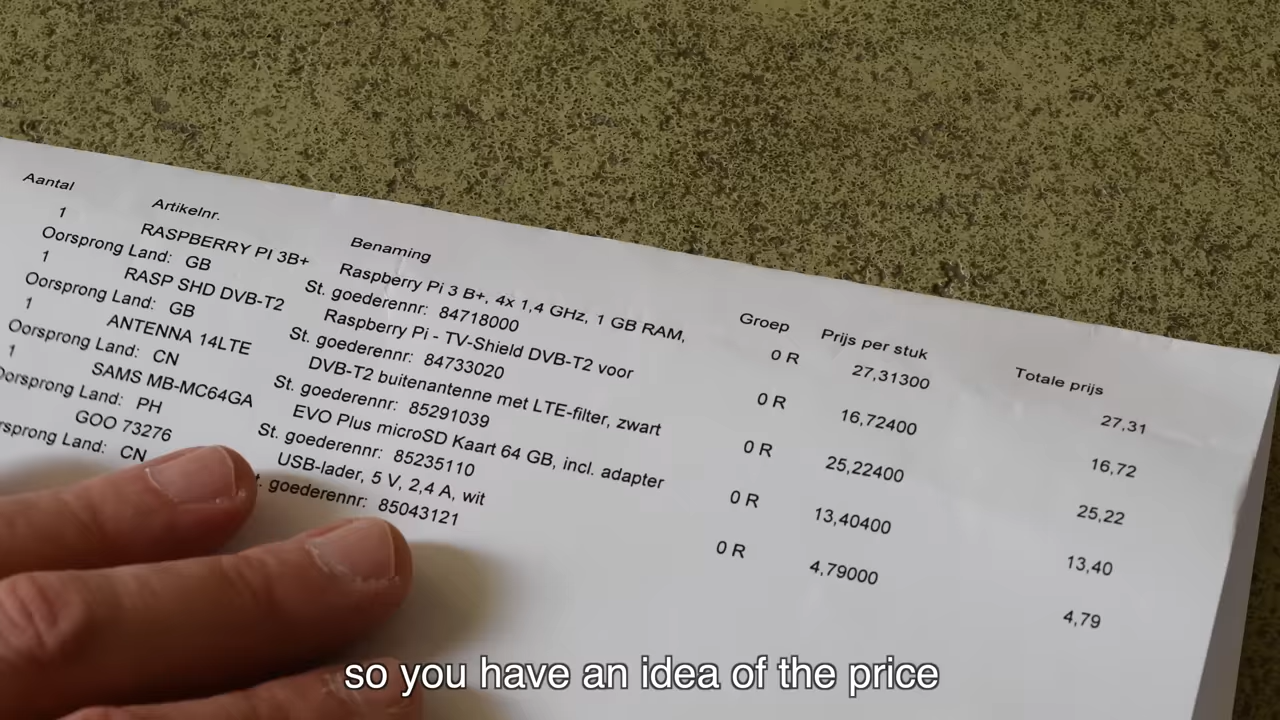 Aantal Artikelnr. Benaming Groep Prijs per stuk Totale prijs
1 RASPBERRY PI 3B+ Raspberry Pi 3 B+, 4x 1,4 GHz, 1 GB RAM, 0 R 27,31300 27,31
Oorsprong Land: GB St. goederennr: 84718000
1 RASP SHD DVB-T2 Raspberry Pi - TV-Shield DVB-T2 voor 0 R 16,72400 16,72
Oorsprong Land: GB St. goederennr: 84733020
1 ANTENNA 14LTE DVB-T2 buitenantenne met LTE-filter, zwart 0 R 25,22400 25,22
Oorsprong Land: CN St. goederennr: 85291039
1 SAMS MB-MC64GA EVO Plus microSD Kaart 64 GB, incl. adapter 0 R 13,40400 13,40
Oorsprong Land: PH St. goederennr: 85235110
GOO 73276 USB-lader, 5 V, 2,4 A, wit 0 R 4,79000 4,79
rsprong Land: CN t. goederennr: 85043121
so you have an idea of the price